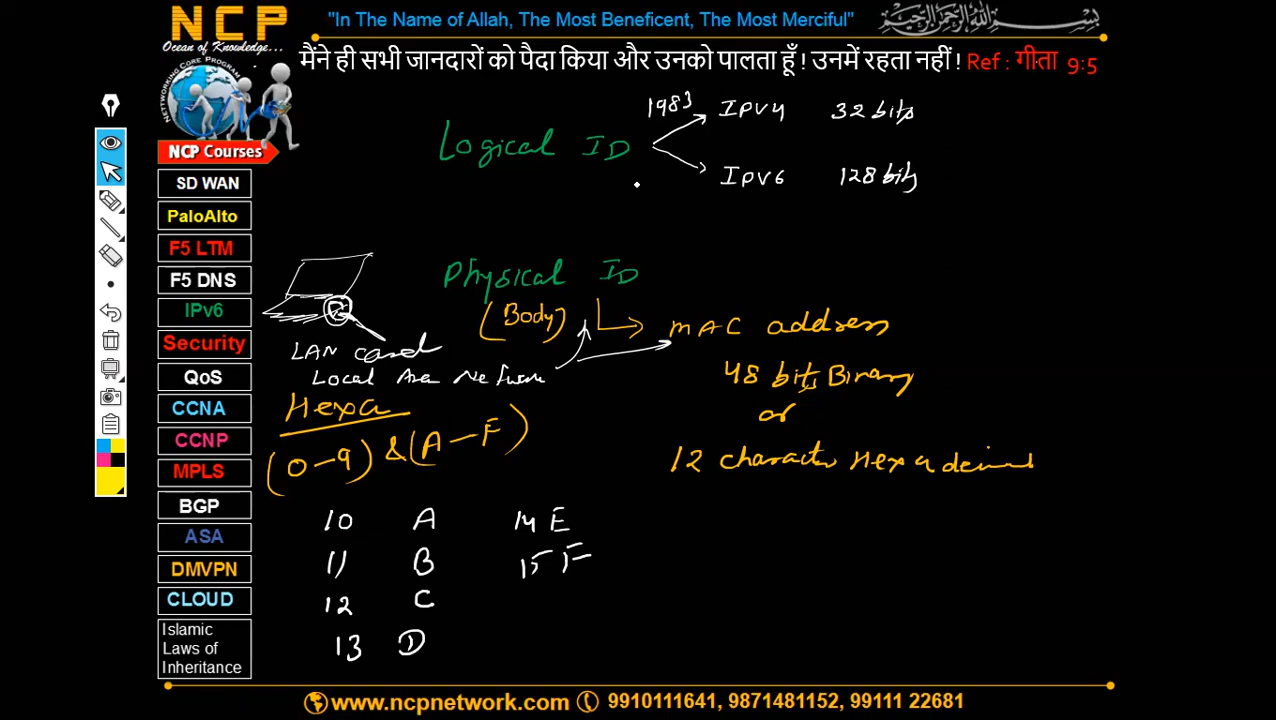 NCP
Ocean of Knowledge...
NETWORKING CORE PROGRAM
"In The Name of Allah, The Most Beneficent, The Most Merciful"
मैंने ही सभी जानदारों को पैदा किया और उनको पालता हूँ ! उनमें रहता नहीं ! Ref : गीता 9:5
NCP Courses
SD WAN
PaloAlto
F5 LTM
F5 DNS
IPv6
Security
QoS
CCNA
CCNP
MPLS
BGP
ASA
DMVPN
CLOUD
Islamic
Laws of
Inheritance
Logical ID
1983
IPV4 32 bits
IPV6 128 bits
Physical ID
(Body)
MAC address
48 bits Binary
or
12 character Hexadecimal
LAN card
Local Area
Hexa
(0-9) & (A-F)
10 A 14 E
11 B 15 F
12 C
13 D
www.ncpnetwork.com 9910111641, 9871481152, 99111 22681